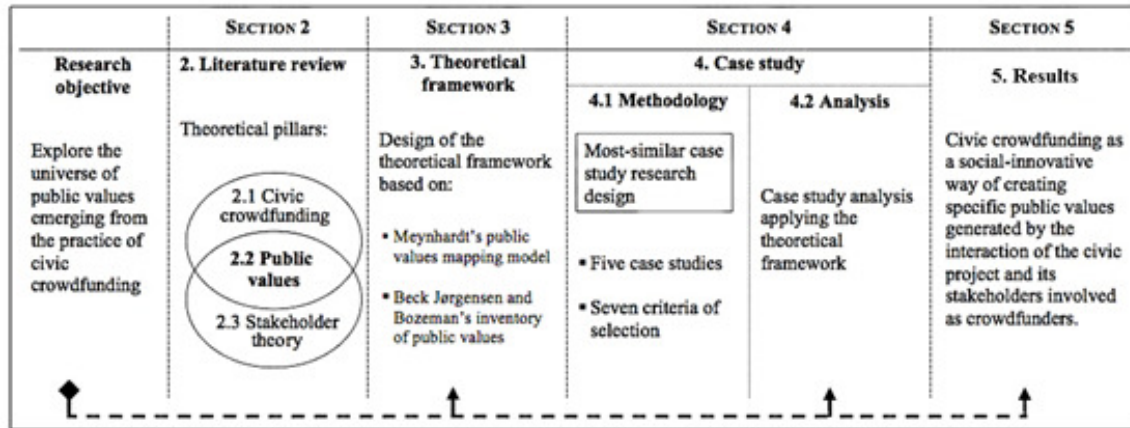 SECTION 2
SECTION 3
SECTION 4
SECTION 5
Research
objective
Explore the
universe of
public values
emerging from
the practice of
civic
crowdfunding
2. Literature review
Theoretical pillars:
2.1 Civic
crowdfunding
2.2 Public
values
2.3 Stakeholder
theory
3. Theoretical
framework
Design of the
theoretical framework
based on:
▪ Meynhardt's public
values mapping model
▪ Beck Jørgensen and
Bozeman's inventory
of public values
4. Case study
4.1 Methodology
Most-similar case
study research
design
▪ Five case studies
▪ Seven criteria of
selection
4.2 Analysis
Case study analysis
applying the
theoretical
framework
5. Results
Civic crowdfunding as
a social-innovative
way of creating
specific public values
generated by the
interaction of the civic
project and its
stakeholders involved
as crowdfunders.